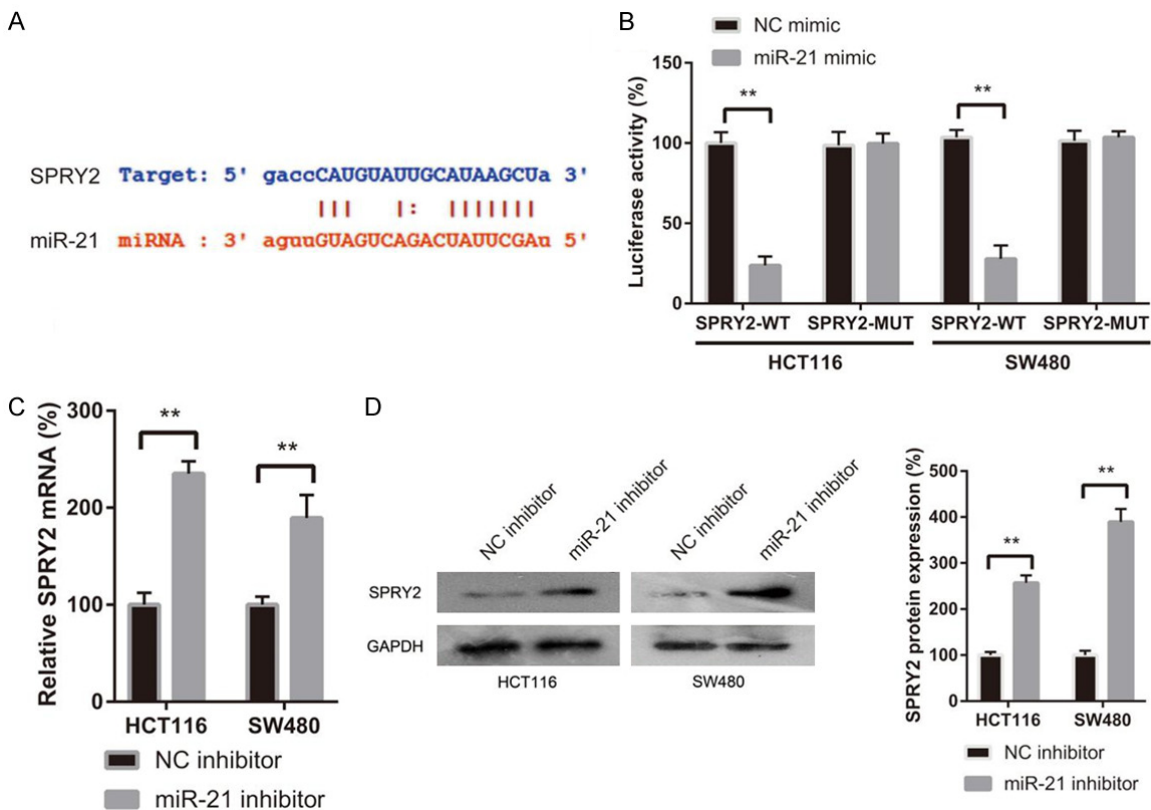 A
SPRY2 Target: 5' gaccCAUGUAUUGCAUAAGCUa 3'
||| |: |||||||
miR-21 miRNA : 3' aguuGUAGUCAGACUAUUCGAu 5'
B
NC mimic
miR-21 mimic
Luciferase activity (%)
150
100
50
0
**
**
SPRY2-WT SPRY2-MUT SPRY2-WT SPRY2-MUT
HCT116 SW480
C
Relative SPRY2 mRNA (%)
300
200
100
0
**
**
HCT116 SW480
NC inhibitor
miR-21 inhibitor
D
NC inhibitor miR-21 inhibitor NC inhibitor miR-21 inhibitor
SPRY2
GAPDH
HCT116 SW480
SPRY2 protein expression (%)
500
400
300
200
100
0
**
**
HCT116 SW480
NC inhibitor
miR-21 inhibitor